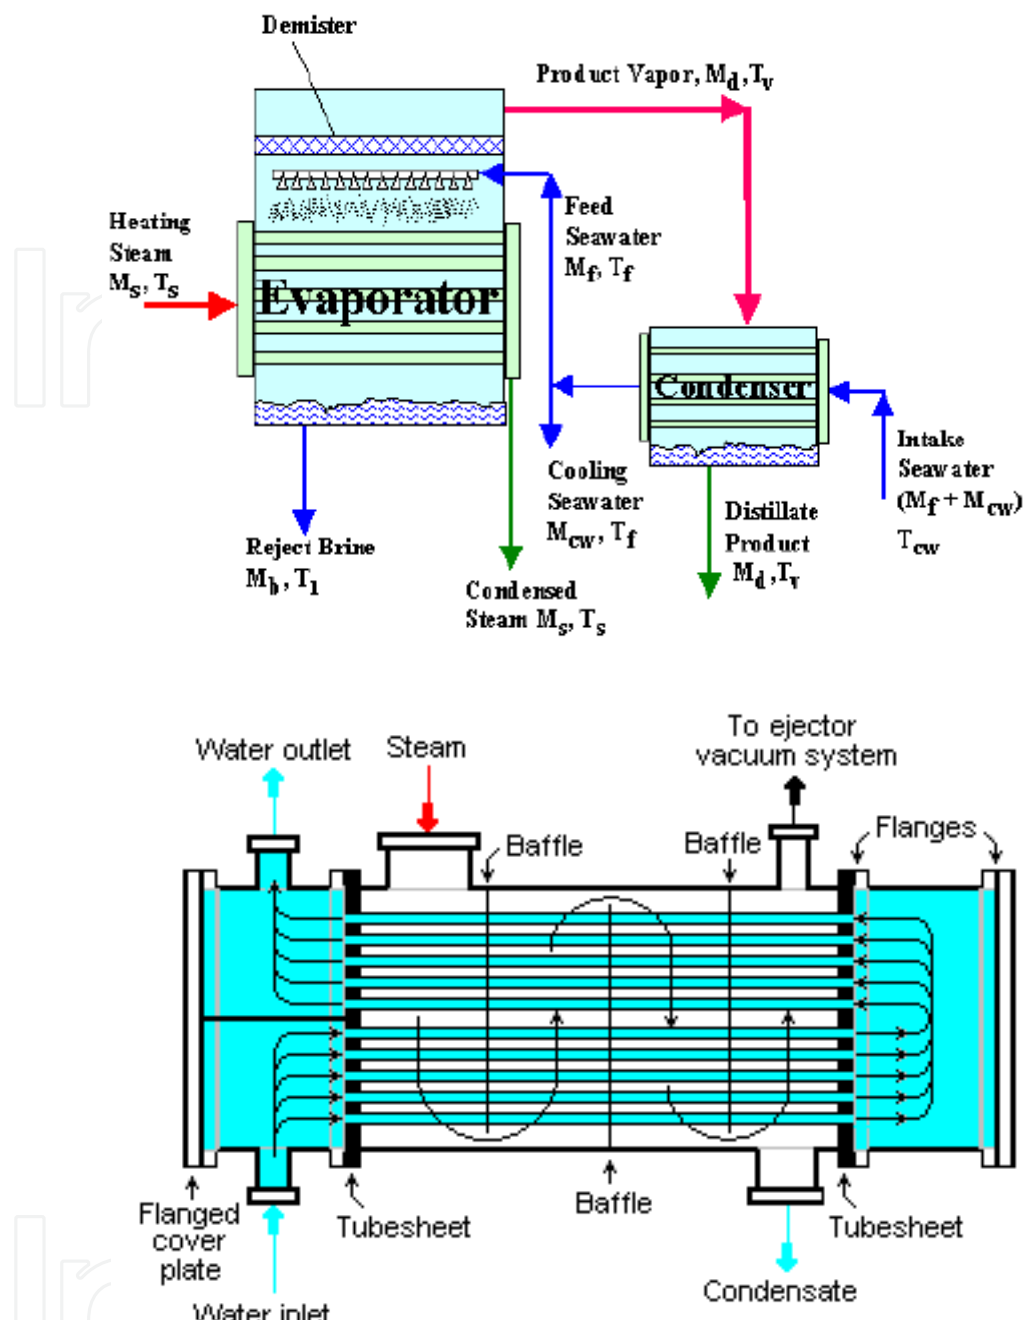 Demister
Product Vapor, Md,Tv
Heating
Steam
Ms, Ts
Feed
Seawater
Mf, Tf
Evaporator
Condenser
Intake
Seawater
(Mf + Mcw)
Tcw
Cooling
Seawater
Mcw, Tf
Distillate
Product
Md,Tv
Reject Brine
Mb, T1
Condensed
Steam Ms, Ts
To ejector
vacuum system
Water outlet
Steam
Baffle
Baffle
Flanges
Baffle
Flanged
cover
plate
Tubesheet
Tubesheet
Condensate
Water inlet